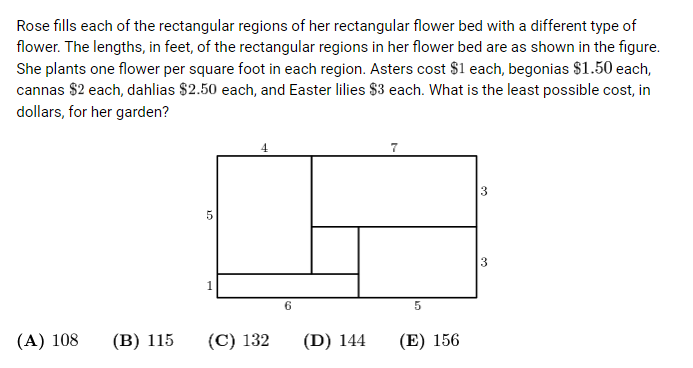 Rose fills each of the rectangular regions of her rectangular flower bed with a different type of
flower. The lengths, in feet, of the rectangular regions in her flower bed are as shown in the figure.
She plants one flower per square foot in each region. Asters cost $1 each, begonias $1.50 each,
cannas $2 each, dahlias $2.50 each, and Easter lilies $3 each. What is the least possible cost, in
dollars, for her garden?
4 7
3
5
3
1
6 5
(A) 108 (B) 115 (C) 132 (D) 144 (E) 156